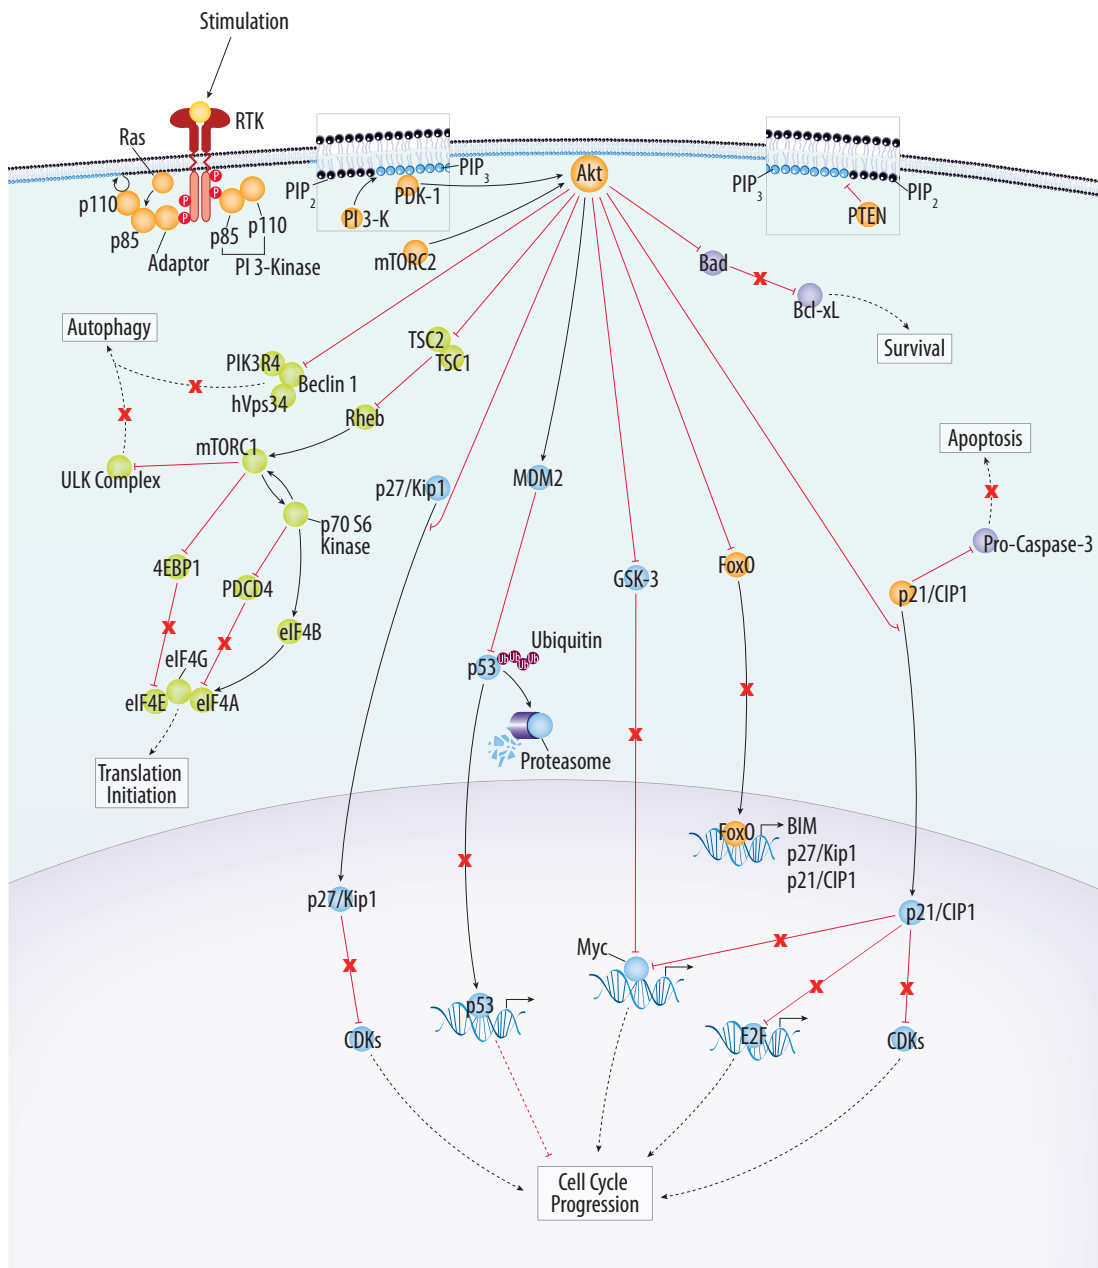 Stimulation
RTK
Ras
P
P
P
P
p110
p85
Adaptor
p85
p110
PI 3-Kinase
PIP2
PIP3
PDK-1
PI 3-K
mTORC2
Akt
PIP3
PIP2
PTEN
Bad
Bcl-xL
Survival
Autophagy
PIK3R4
Beclin 1
hVps34
TSC2
TSC1
Rheb
mTORC1
ULK Complex
p70 S6
Kinase
4EBP1
PDCD4
eIF4B
eIF4G
eIF4E
eIF4A
Translation
Initiation
p27/Kip1
MDM2
p53
Ub
Ub
Ub
Ub
Ubiquitin
Proteasome
GSK-3
FoxO
Apoptosis
Pro-Caspase-3
p21/CIP1
FoxO
BIM
p27/Kip1
p21/CIP1
p27/Kip1
p21/CIP1
Myc
p53
CDKs
E2F
CDKs
Cell Cycle
Progression